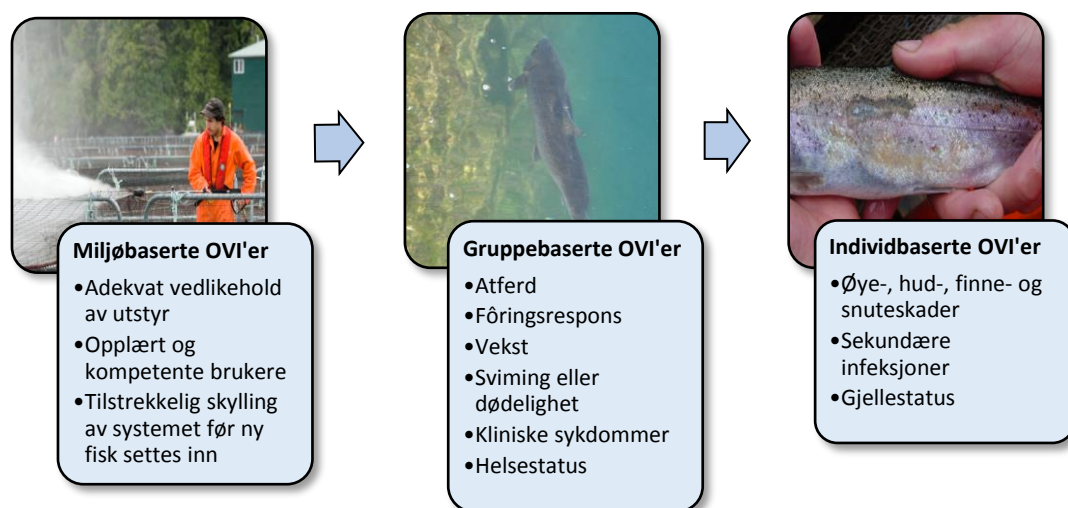 Miljøbaserte OVI'er
•Adekvat vedlikehold
av utstyr
•Opplært og
kompetente brukere
•Tilstrekkelig skylling
av systemet før ny
fisk settes inn
Gruppebaserte OVI'er
•Atferd
•Fôringsrespons
•Vekst
•Sviming eller
dødelighet
•Kliniske sykdommer
•Helsestatus
Individbaserte OVI'er
•Øye-, hud-, finne- og
snuteskader
•Sekundære
infeksjoner
•Gjellestatus